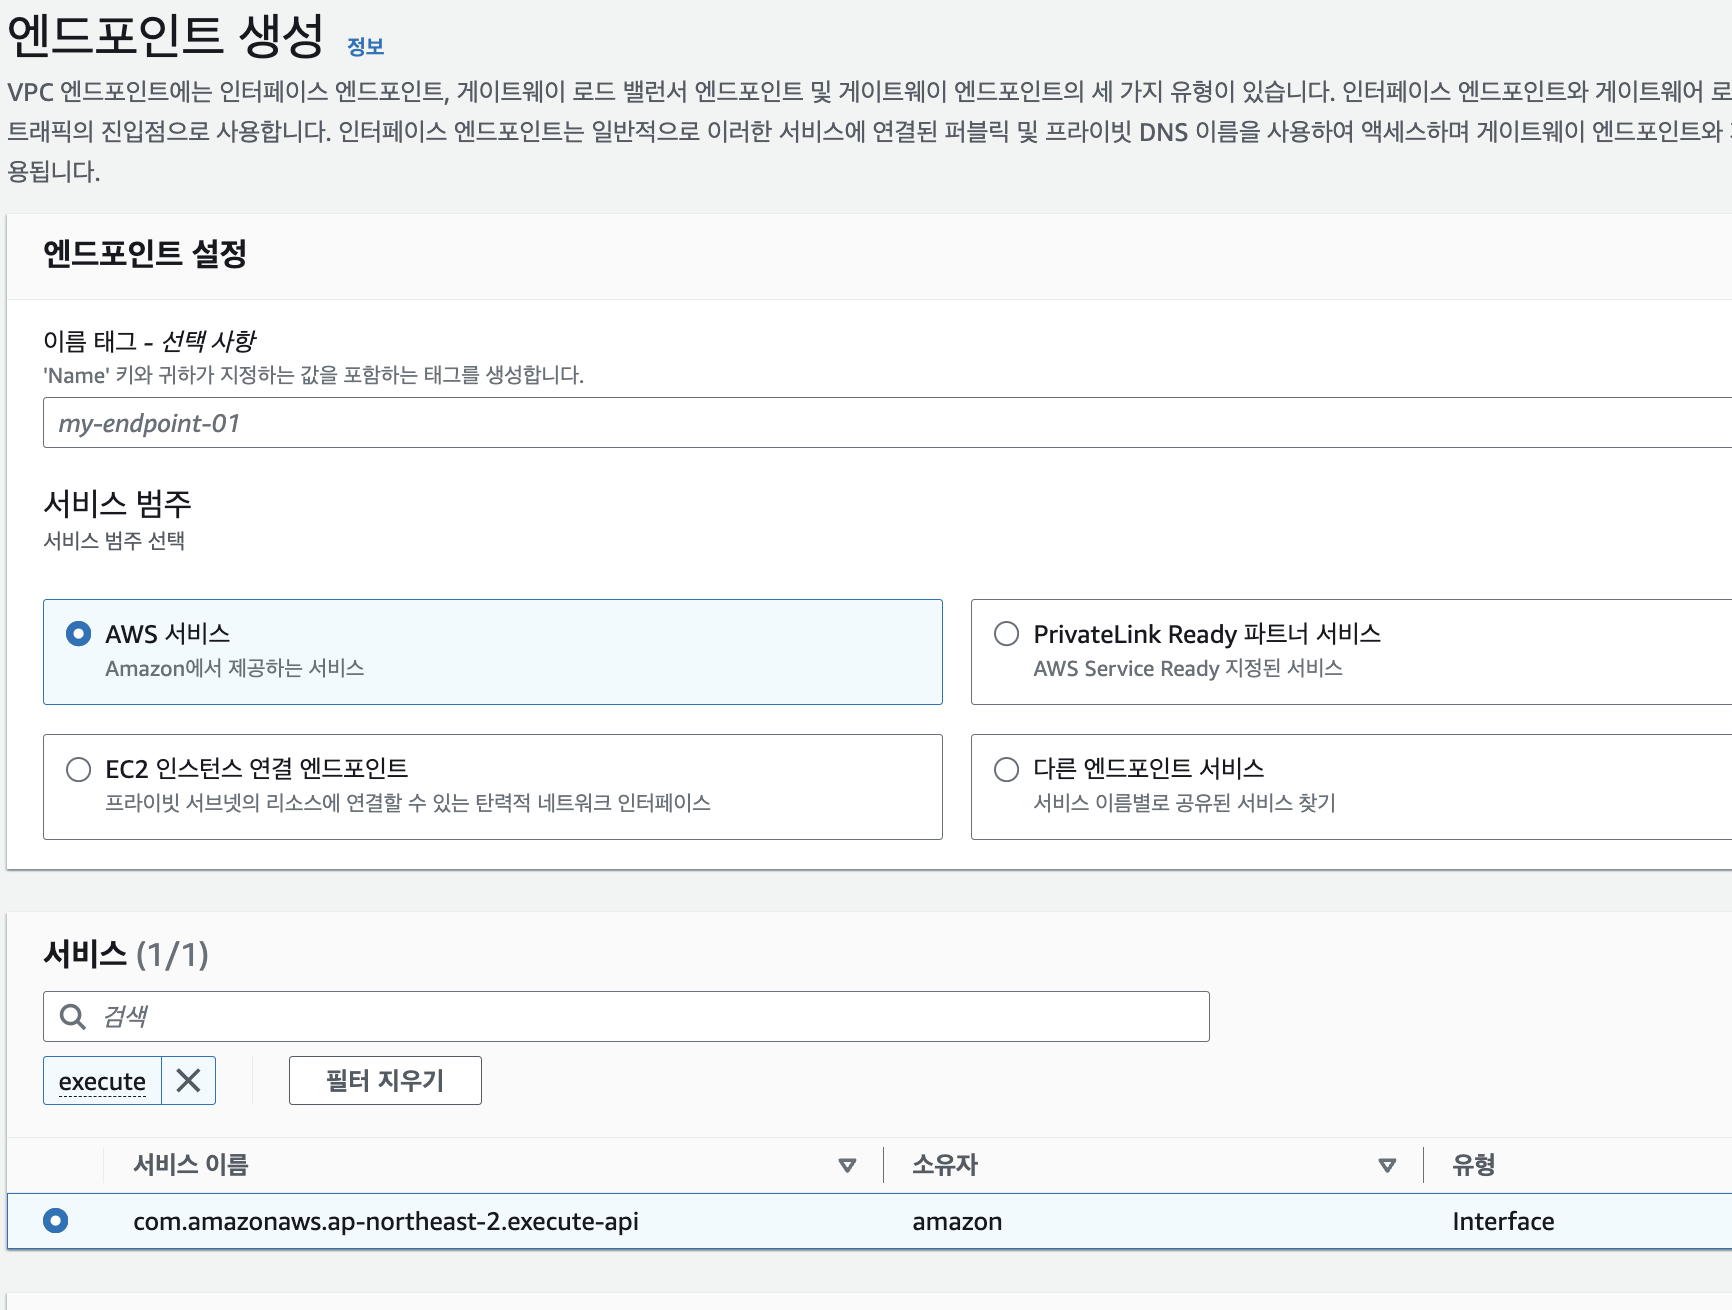 엔드포인트 생성 정보
VPC 엔드포인트에는 인터페이스 엔드포인트, 게이트웨이 로드 밸런서 엔드포인트 및 게이트웨이 엔드포인트의 세 가지 유형이 있습니다. 인터페이스 엔드포인트와 게이트웨어 로
트래픽의 진입점으로 사용합니다. 인터페이스 엔드포인트는 일반적으로 이러한 서비스에 연결된 퍼블릭 및 프라이빗 DNS 이름을 사용하여 액세스하며 게이트웨이 엔드포인트와
용됩니다.
엔드포인트 설정
이름 태그 - 선택 사항
'Name' 키와 귀하가 지정하는 값을 포함하는 태그를 생성합니다.
my-endpoint-01
서비스 범주
서비스 범주 선택
AWS 서비스
Amazon에서 제공하는 서비스
PrivateLink Ready 파트너 서비스
AWS Service Ready 지정된 서비스
EC2 인스턴스 연결 엔드포인트
프라이빗 서브넷의 리소스에 연결할 수 있는 탄력적 네트워크 인터페이스
다른 엔드포인트 서비스
서비스 이름별로 공유된 서비스 찾기
서비스 (1/1)
검색
execute 필터 지우기
서비스 이름 소유자 유형
com.amazonaws.ap-northeast-2.execute-api amazon Interface